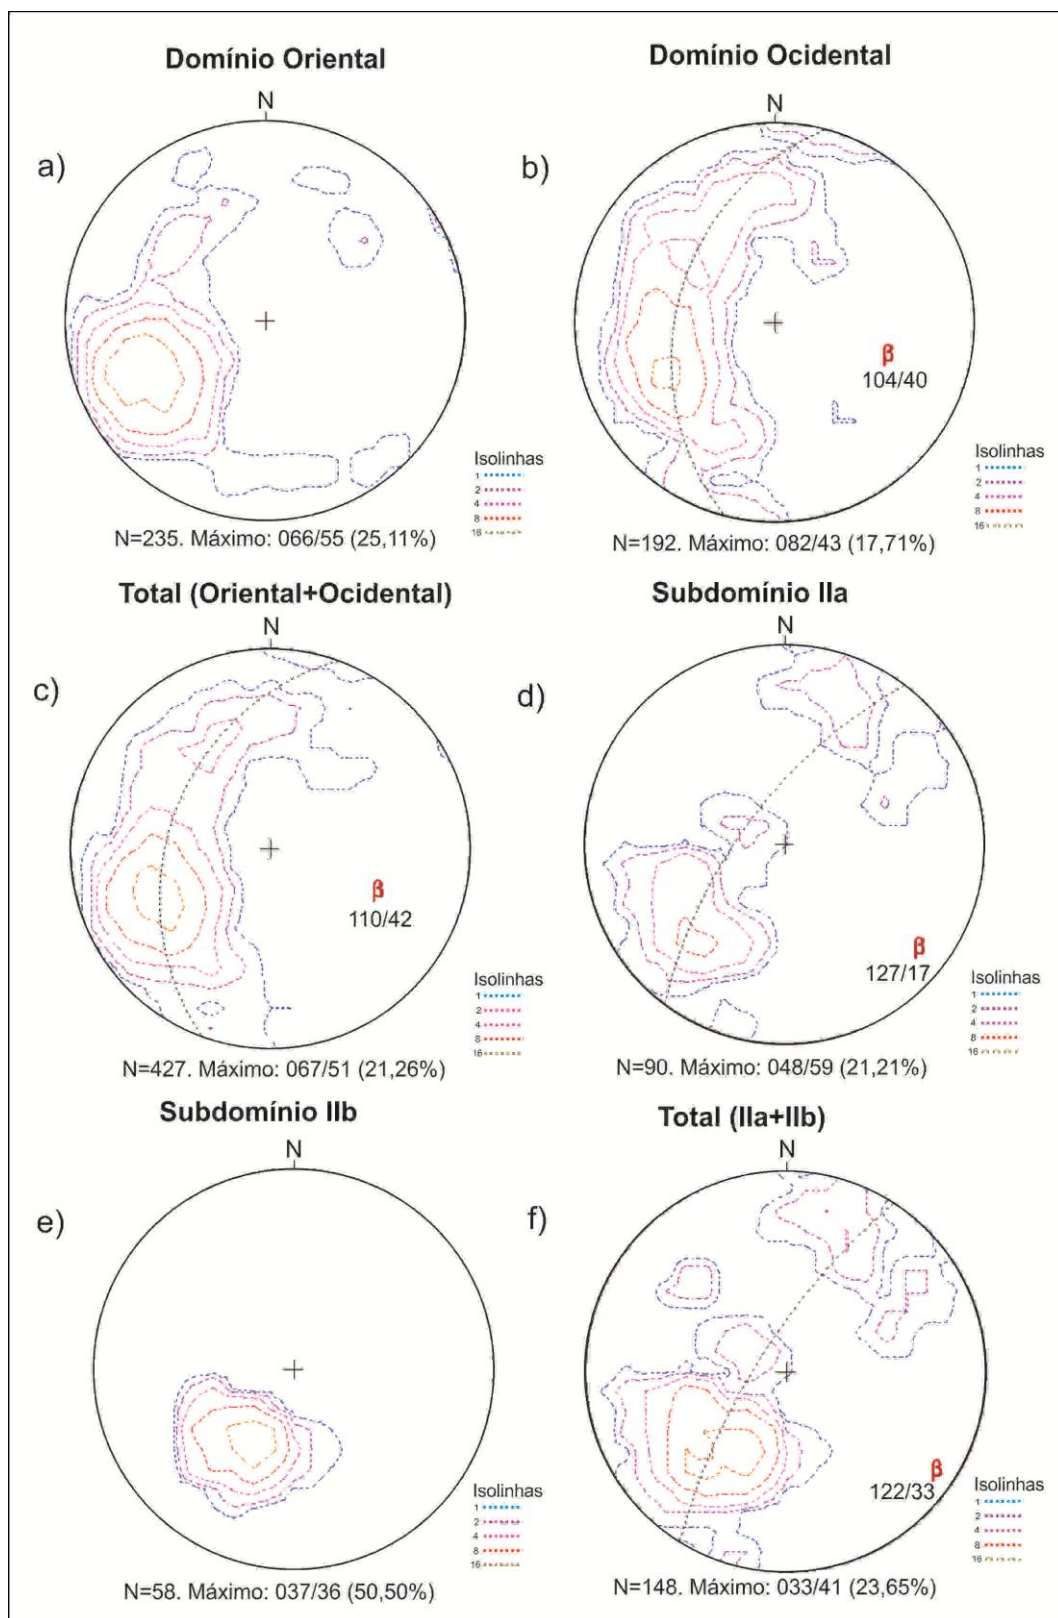 Domínio Oriental
N
a)
Isolinhas
1
2
4
8
16
N=235. Máximo: 066/55 (25,11%)
Domínio Ocidental
N
b)
β
104/40
Isolinhas
1
2
4
8
16
N=192. Máximo: 082/43 (17,71%)
Total (Oriental+Ocidental)
N
c)
β
110/42
Isolinhas
1
2
4
8
16
N=427. Máximo: 067/51 (21,26%)
Subdomínio IIa
N
d)
β
127/17
Isolinhas
1
2
4
8
16
N=90. Máximo: 048/59 (21,21%)
Subdomínio IIb
N
e)
Isolinhas
1
2
4
8
16
N=58. Máximo: 037/36 (50,50%)
Total (IIa+IIb)
N
f)
β
122/33
Isolinhas
1
2
4
8
16
N=148. Máximo: 033/41 (23,65%)